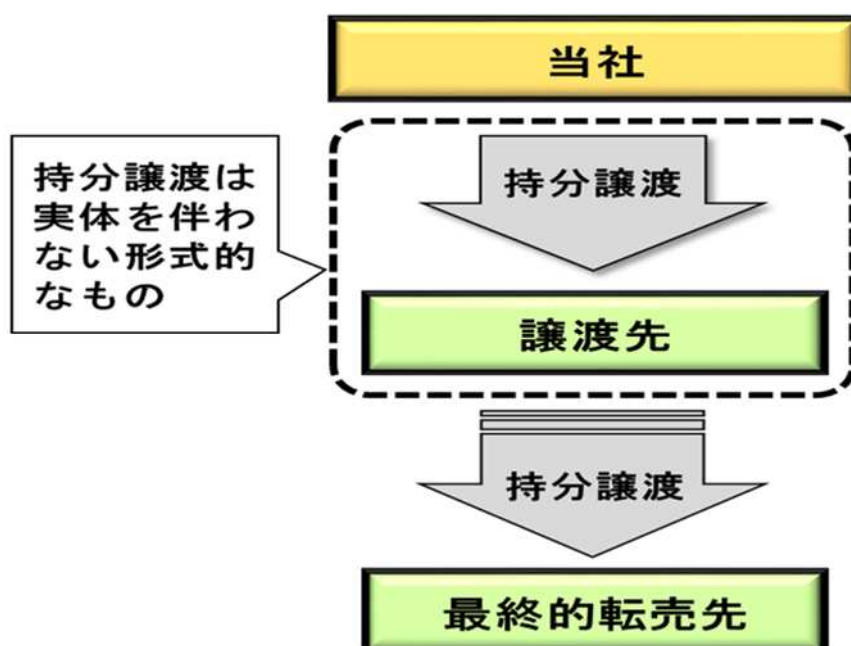 当社
持分譲渡は
実体を伴わ
ない形式的
なもの
持分譲渡
譲渡先
持分譲渡
最終的転売先